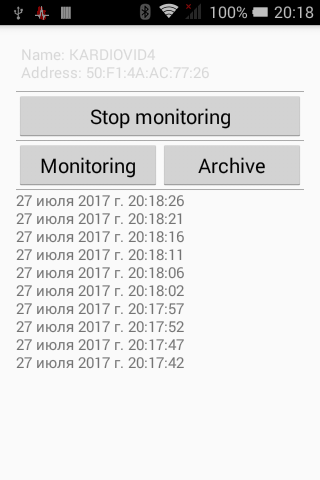 100% 20:18
Name: KARDIOVID4
Address: 50:F1:4A:AC:77:26
Stop monitoring
Monitoring Archive
27 июля 2017 г. 20:18:26
27 июля 2017 г. 20:18:21
27 июля 2017 г. 20:18:16
27 июля 2017 г. 20:18:11
27 июля 2017 г. 20:18:06
27 июля 2017 г. 20:18:02
27 июля 2017 г. 20:17:57
27 июля 2017 г. 20:17:52
27 июля 2017 г. 20:17:47
27 июля 2017 г. 20:17:42